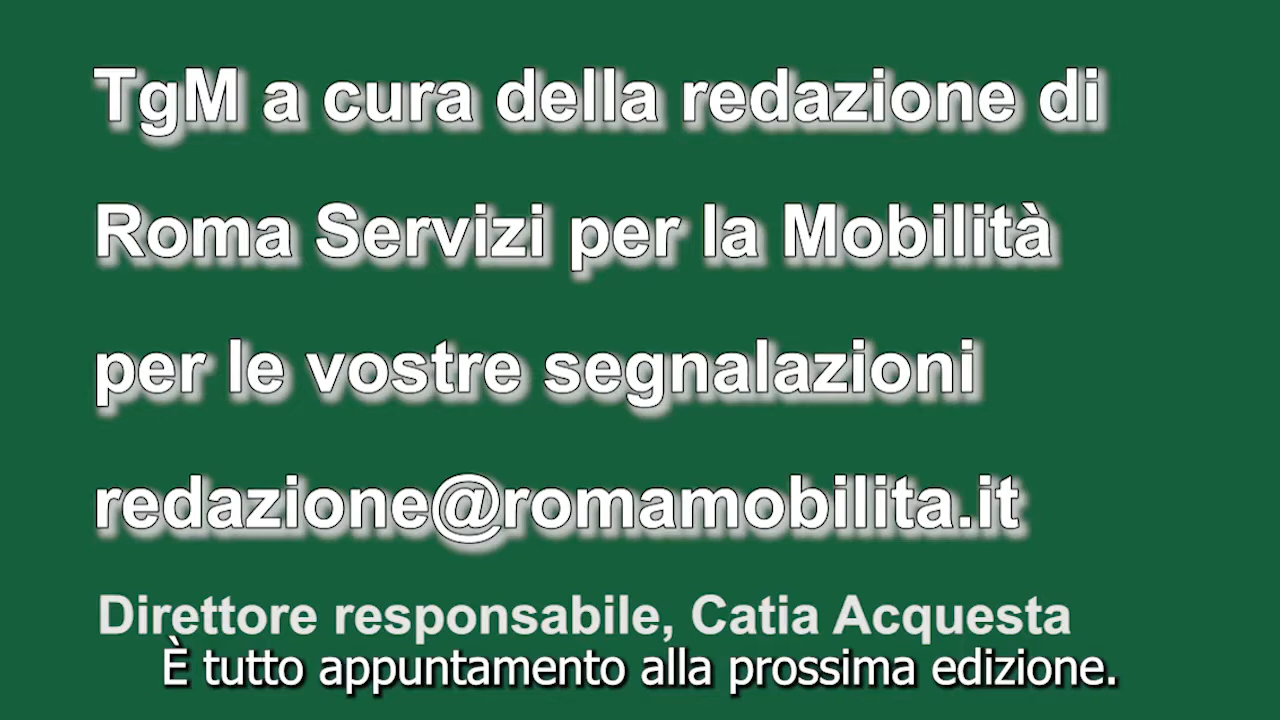 TgM a cura della redazione di
Roma Servizi per la Mobilità
per le vostre segnalazioni
redazione@romamobilita.it
Direttore responsabile, Catia Acquesta
È tutto appuntamento alla prossima edizione.